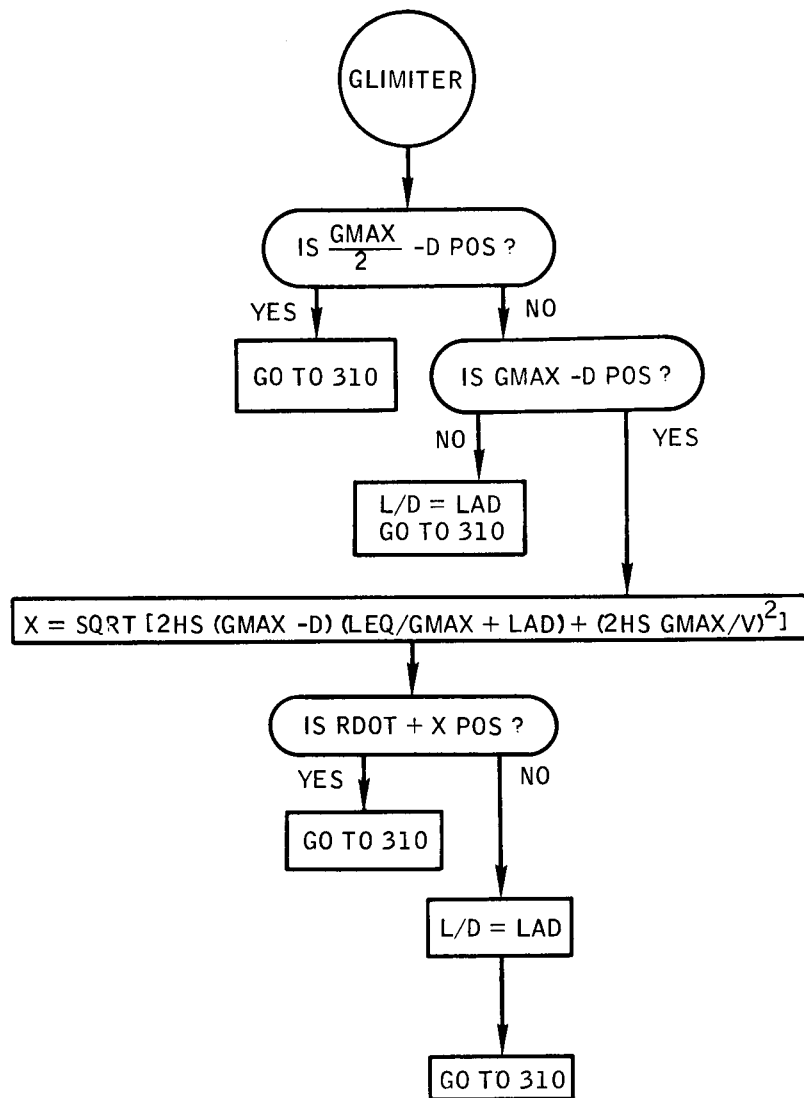 GLIMITER
IS GMAX/2 -D POS ?
YES
NO
GO TO 310
IS GMAX -D POS ?
NO
YES
L/D = LAD
GO TO 310
X = SQRT [2HS (GMAX -D) (LEQ/GMAX + LAD) + (2HS GMAX/V)²]
IS RDOT + X POS ?
YES
NO
GO TO 310
L/D = LAD
GO TO 310